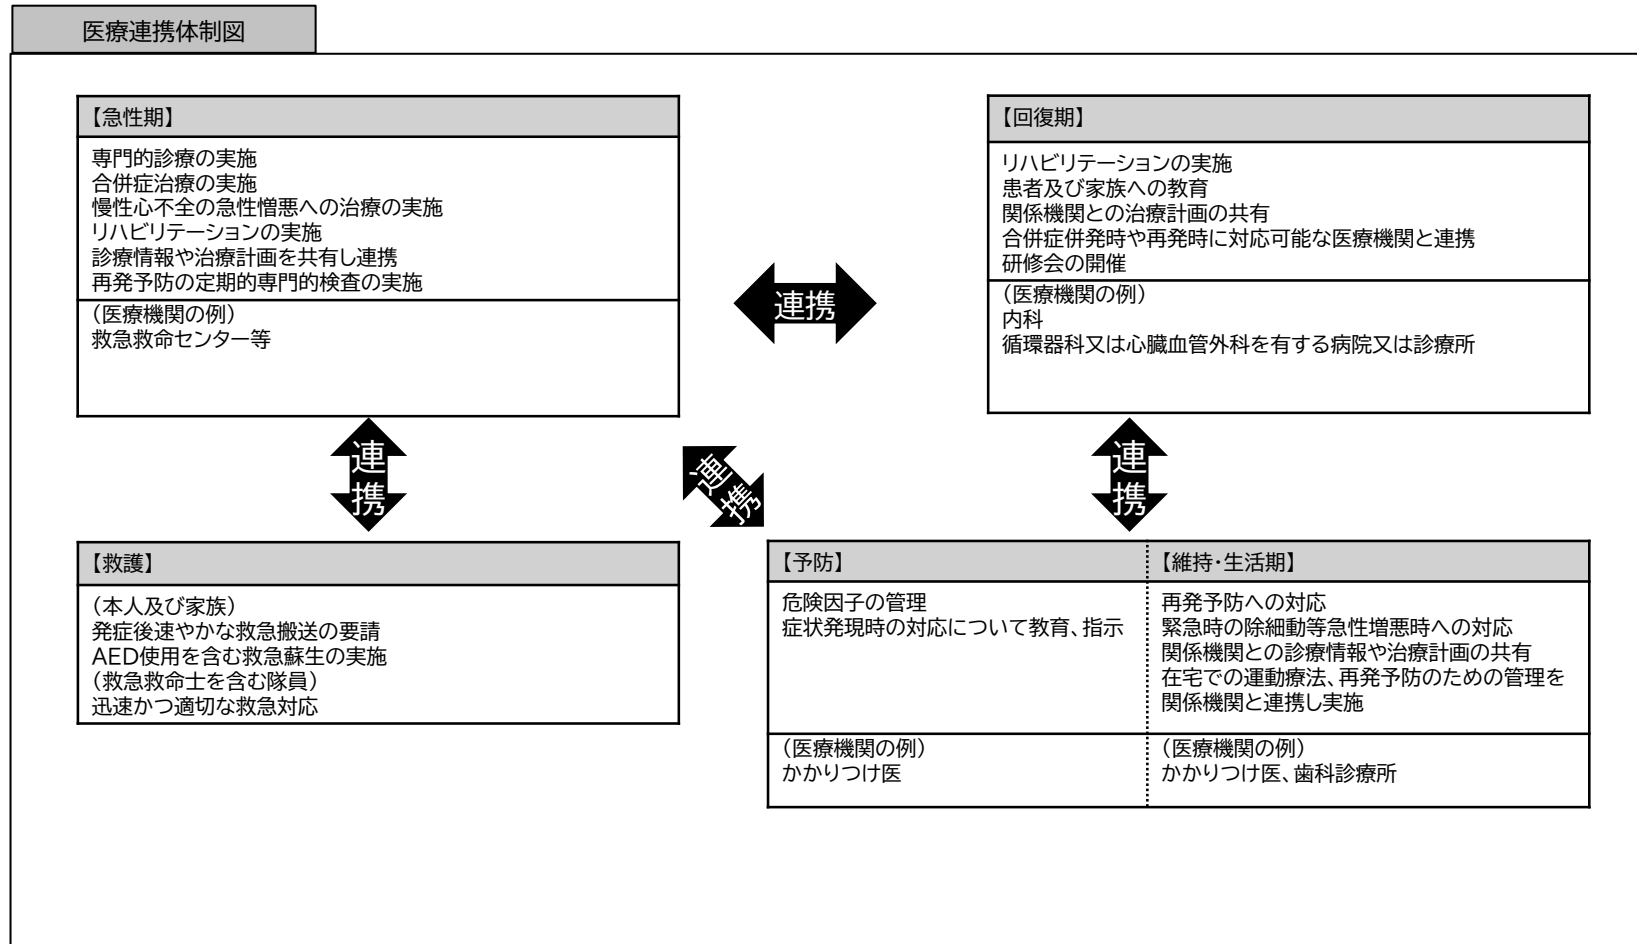 医療連携体制図
【急性期】
専門的診療の実施
合併症治療の実施
慢性心不全の急性憎悪への治療の実施
リハビリテーションの実施
診療情報や治療計画を共有し連携
再発予防の定期的専門的検査の実施
（医療機関の例）
救急救命センター等
連携
【回復期】
リハビリテーションの実施
患者及び家族への教育
関係機関との治療計画の共有
合併症併発時や再発時に対応可能な医療機関と連携
研修会の開催
（医療機関の例）
内科
循環器科又は心臓血管外科を有する病院又は診療所
連携
連携
連携
【救護】
（本人及び家族）
発症後速やかな救急搬送の要請
AED使用を含む救急蘇生の実施
（救急救命士を含む隊員）
迅速かつ適切な救急対応
【予防】
危険因子の管理
症状発現時の対応について教育、指示
（医療機関の例）
かかりつけ医
【維持・生活期】
再発予防への対応
緊急時の除細動等急性増悪時への対応
関係機関との診療情報や治療計画の共有
在宅での運動療法、再発予防のための管理を
関係機関と連携し実施
（医療機関の例）
かかりつけ医、歯科診療所